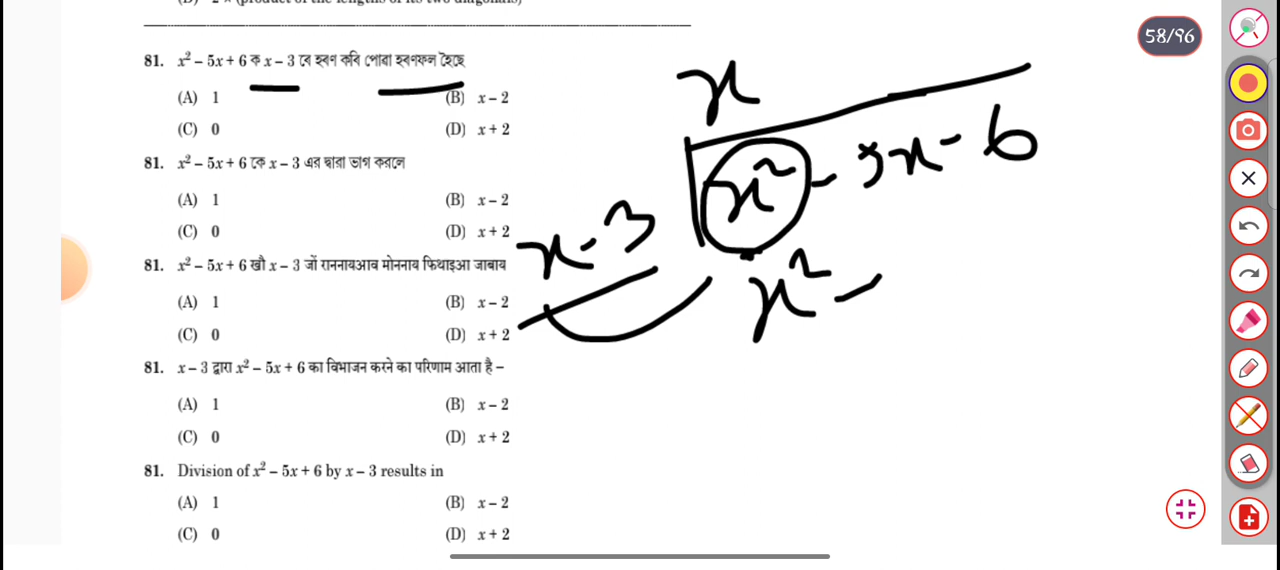 58/96
81. x² – 5x + 6 ক x – 3 ৰে হৰণ কৰি পোৱা হৰণফল হৈছে
(A) 1 (B) x – 2
(C) 0 (D) x + 2
81. x² – 5x + 6 কে x – 3 এর দ্বারা ভাগ করলে
(A) 1 (B) x – 2
(C) 0 (D) x + 2
81. x² – 5x + 6 खौ x – 3 जों राननायआव मोननाय फिथाइआ जाबाय
(A) 1 (B) x – 2
(C) 0 (D) x + 2
81. x – 3 द्वारा x² – 5x + 6 का विभाजन करने का परिणाम आता है –
(A) 1 (B) x – 2
(C) 0 (D) x + 2
81. Division of x² – 5x + 6 by x – 3 results in
(A) 1 (B) x – 2
(C) 0 (D) x + 2
x
x - 3 x² - 5x - 6
x² -